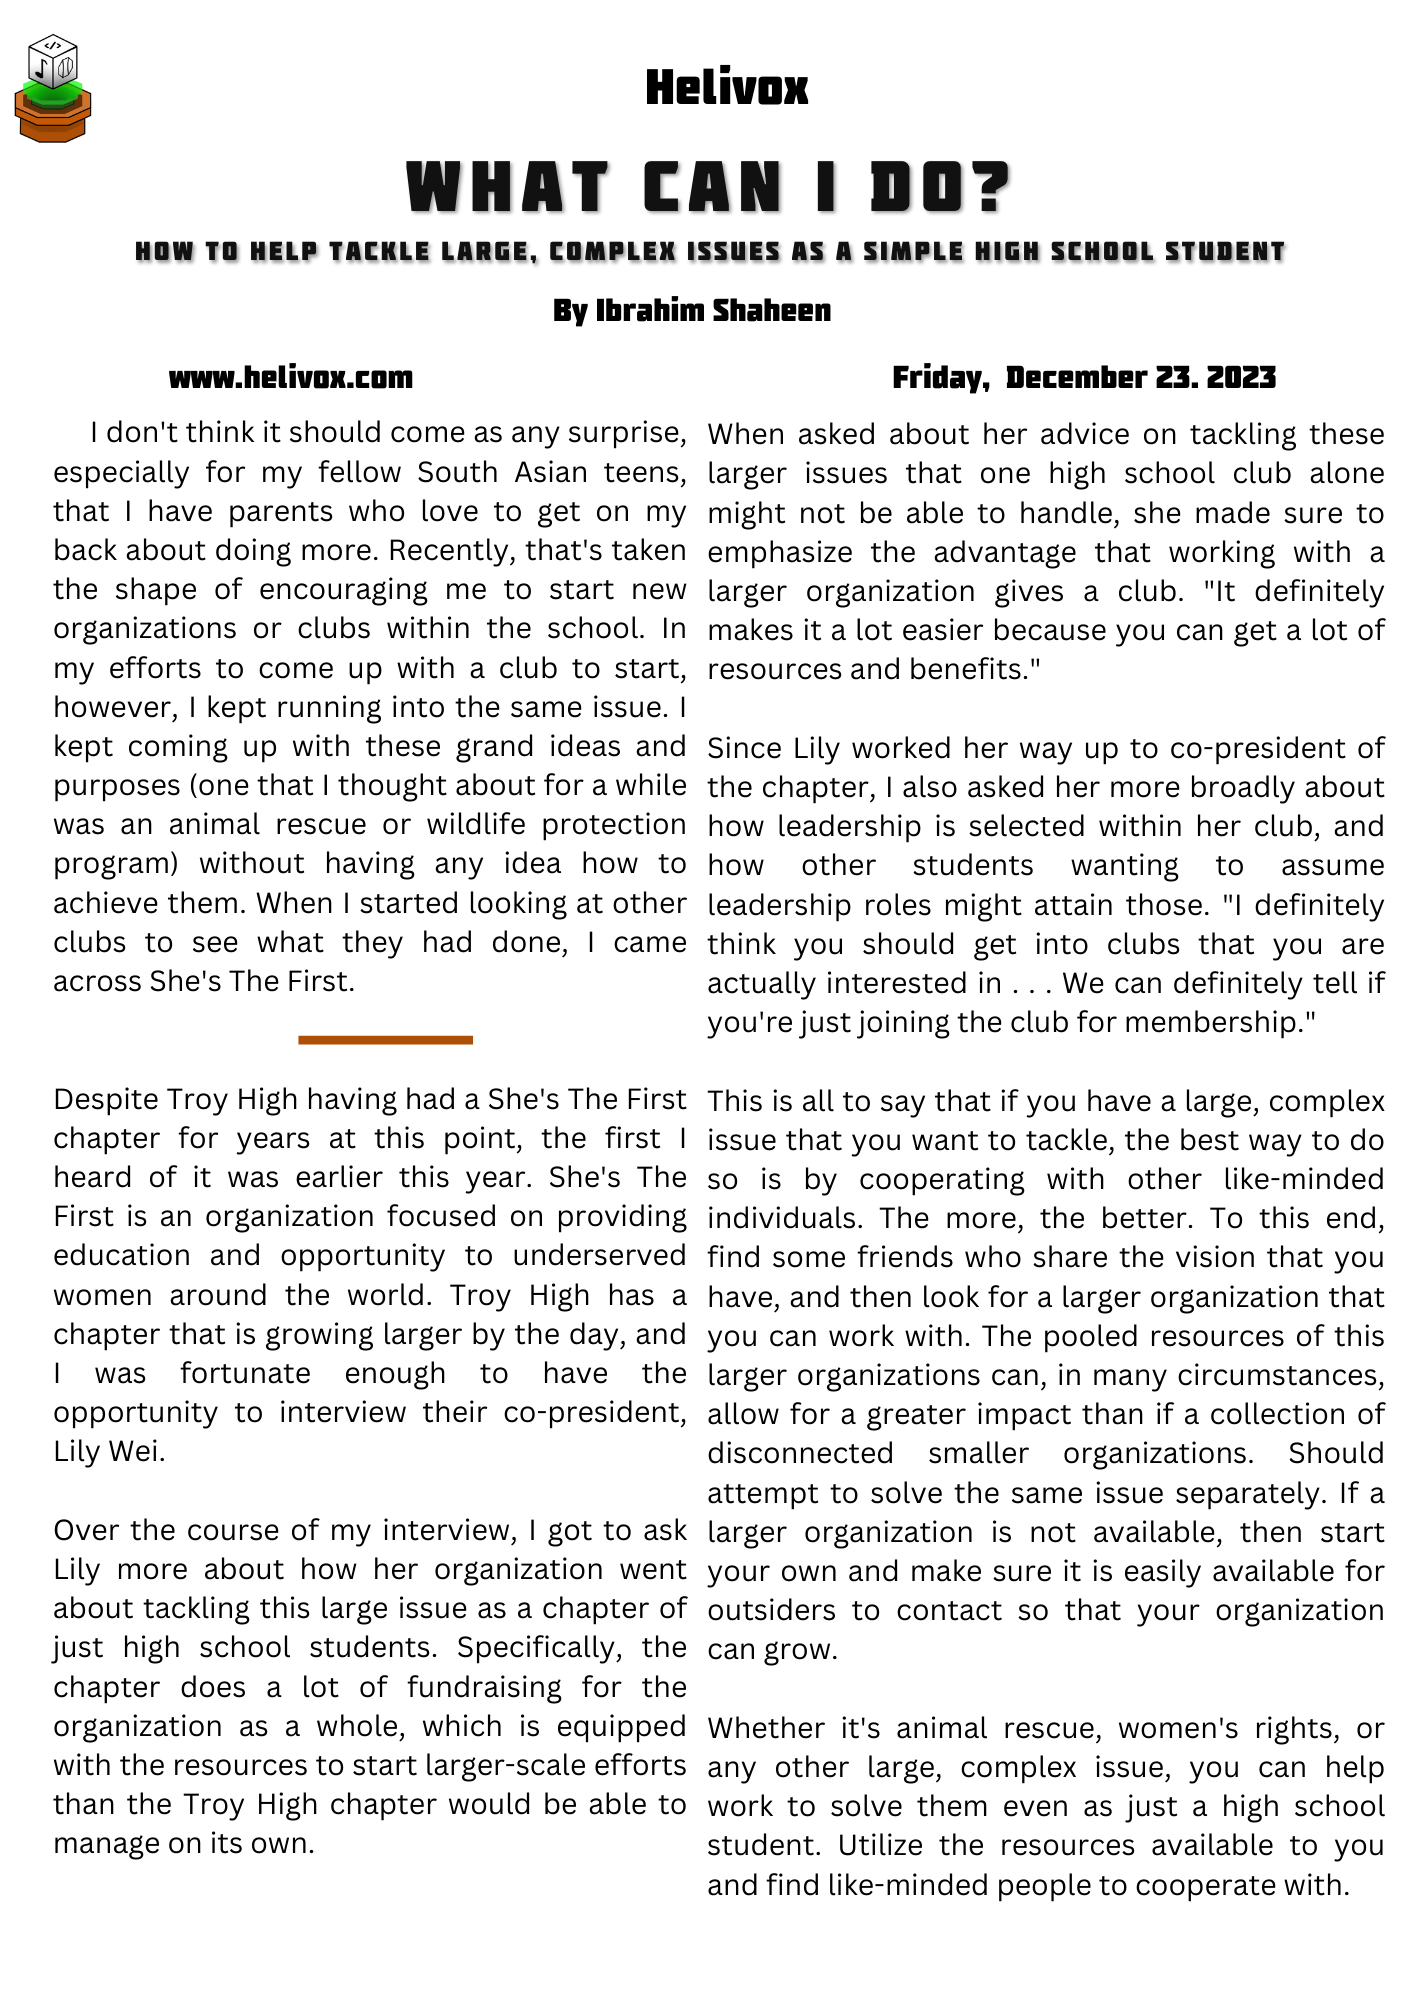 </>
Helivox
WHAT CAN I DO?
HOW TO HELP TACKLE LARGE, COMPLEX ISSUES AS A SIMPLE HIGH SCHOOL STUDENT
By Ibrahim Shaheen
www.helivox.com
Friday, December 23. 2023
I don't think it should come as any surprise,
especially for my fellow South Asian teens,
that I have parents who love to get on my
back about doing more. Recently, that's taken
the shape of encouraging me to start new
organizations or clubs within the school. In
my efforts to come up with a club to start,
however, I kept running into the same issue. I
kept coming up with these grand ideas and
purposes (one that I thought about for a while
was an animal rescue or wildlife protection
program) without having any idea how to
achieve them. When I started looking at other
clubs to see what they had done, I came
across She's The First.
Despite Troy High having had a She's The First
chapter for years at this point, the first I
heard of it was earlier this year. She's The
First is an organization focused on providing
education and opportunity to underserved
women around the world. Troy High has a
chapter that is growing larger by the day, and
I was fortunate enough to have the
opportunity to interview their co-president,
Lily Wei.
Over the course of my interview, I got to ask
Lily more about how her organization went
about tackling this large issue as a chapter of
just high school students. Specifically, the
chapter does a lot of fundraising for the
organization as a whole, which is equipped
with the resources to start larger-scale efforts
than the Troy High chapter would be able to
manage on its own.
When asked about her advice on tackling these
larger issues that one high school club alone
might not be able to handle, she made sure to
emphasize the advantage that working with a
larger organization gives a club. "It definitely
makes it a lot easier because you can get a lot of
resources and benefits."
Since Lily worked her way up to co-president of
the chapter, I also asked her more broadly about
how leadership is selected within her club, and
how other students wanting to assume
leadership roles might attain those. "I definitely
think you should get into clubs that you are
actually interested in . . . We can definitely tell if
you're just joining the club for membership."
This is all to say that if you have a large, complex
issue that you want to tackle, the best way to do
so is by cooperating with other like-minded
individuals. The more, the better. To this end,
find some friends who share the vision that you
have, and then look for a larger organization that
you can work with. The pooled resources of this
larger organizations can, in many circumstances,
allow for a greater impact than if a collection of
disconnected smaller organizations. Should
attempt to solve the same issue separately. If a
larger organization is not available, then start
your own and make sure it is easily available for
outsiders to contact so that your organization
can grow.
Whether it's animal rescue, women's rights, or
any other large, complex issue, you can help
work to solve them even as just a high school
student. Utilize the resources available to you
and find like-minded people to cooperate with.